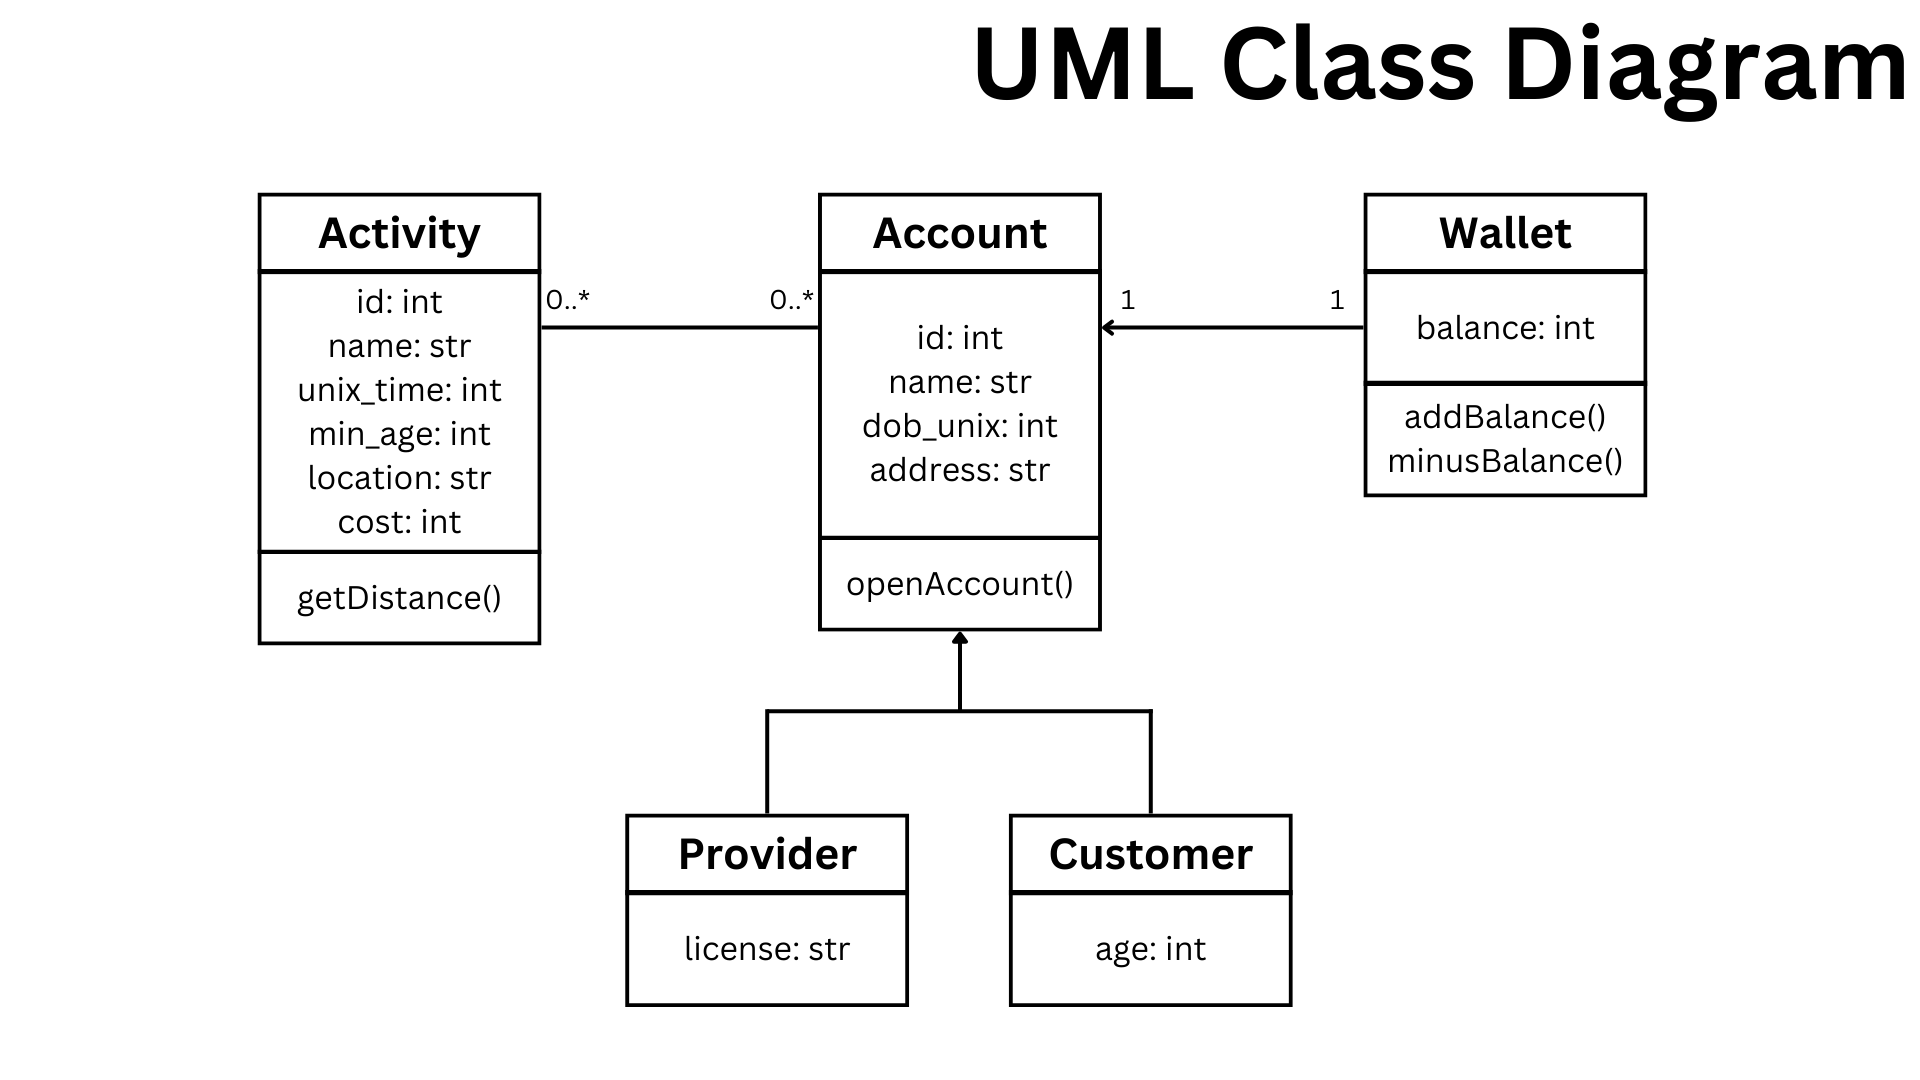 UML Class Diagram
Activity
id: int
name: str
unix_time: int
min_age: int
location: str
cost: int
getDistance()
0..*
0..*
Account
id: int
name: str
dob_unix: int
address: str
openAccount()
1
1
Wallet
balance: int
addBalance()
minusBalance()
Provider
license: str
Customer
age: int